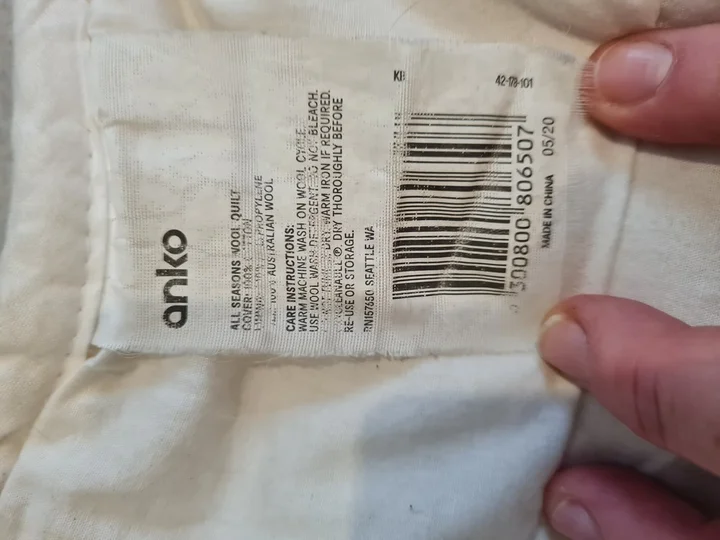 anko
ALL SEASONS WOOL QUILT
COVER: 100% COTTON
100% AUSTRALIAN WOOL
CARE INSTRUCTIONS:
WARM MACHINE WASH ON WOOL CYCLE.
USE WOOL WASH DETERGENT. DO NOT BLEACH.
DRY. WARM IRON IF REQUIRED.
DRY THOROUGHLY BEFORE
RE-USE OR STORAGE.
RN157650 SEATTLE WA
KI
42-178-101
300800 806507
MADE IN CHINA 05/20